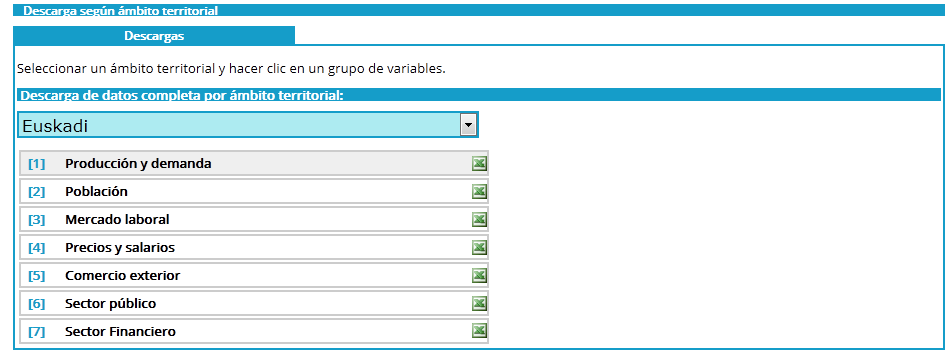 Descarga según ámbito territorial
Descargas
Seleccionar un ámbito territorial y hacer clic en un grupo de variables.
Descarga de datos completa por ámbito territorial:
Euskadi
[1] Producción y demanda
[2] Población
[3] Mercado laboral
[4] Precios y salarios
[5] Comercio exterior
[6] Sector público
[7] Sector Financiero